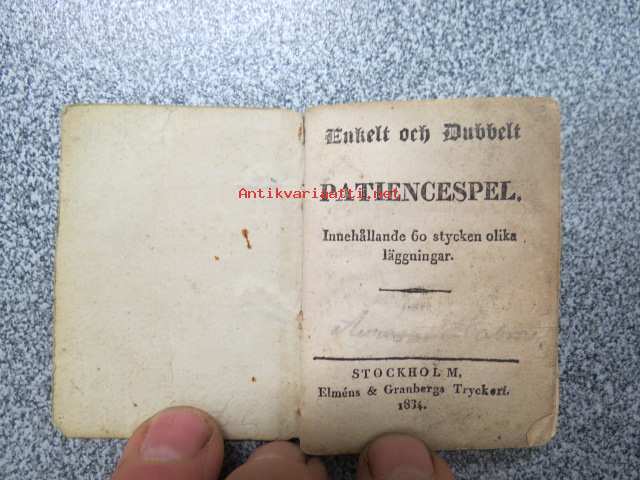 Enkelt och Dubbelt
Antikvariaatti.net
PATIENCESPEL.
Innehållande 60 stycken olika
läggningar.
STOCKHOLM,
Elméns & Granbergs Tryckeri.
1834.